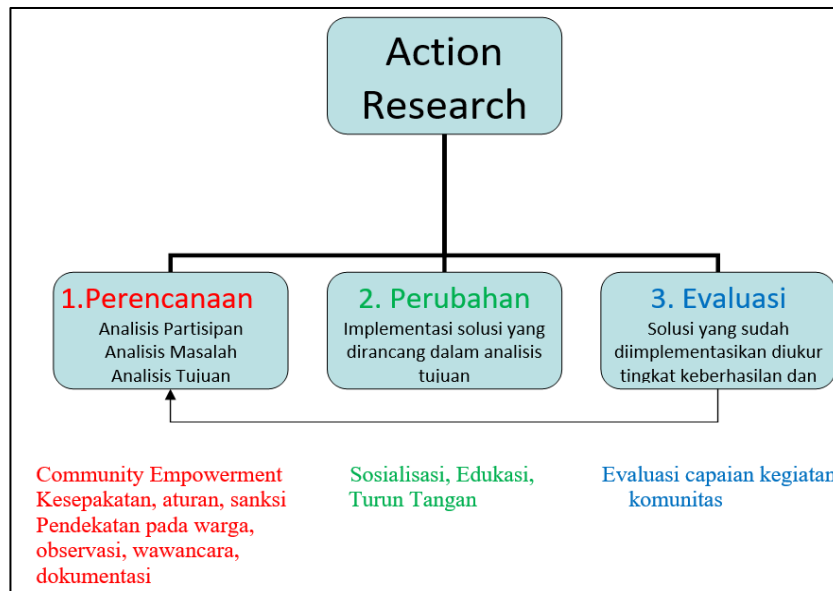 Action
Research
1.Perencanaan
Analisis Partisipan
Analisis Masalah
Analisis Tujuan
2. Perubahan
Implementasi solusi yang
dirancang dalam analisis
tujuan
3. Evaluasi
Solusi yang sudah
diimplementasikan diukur
tingkat keberhasilan dan
Community Empowerment
Kesepakatan, aturan, sanksi
Pendekatan pada warga,
observasi, wawancara,
dokumentasi
Sosialisasi, Edukasi,
Turun Tangan
Evaluasi capaian kegiatan
komunitas